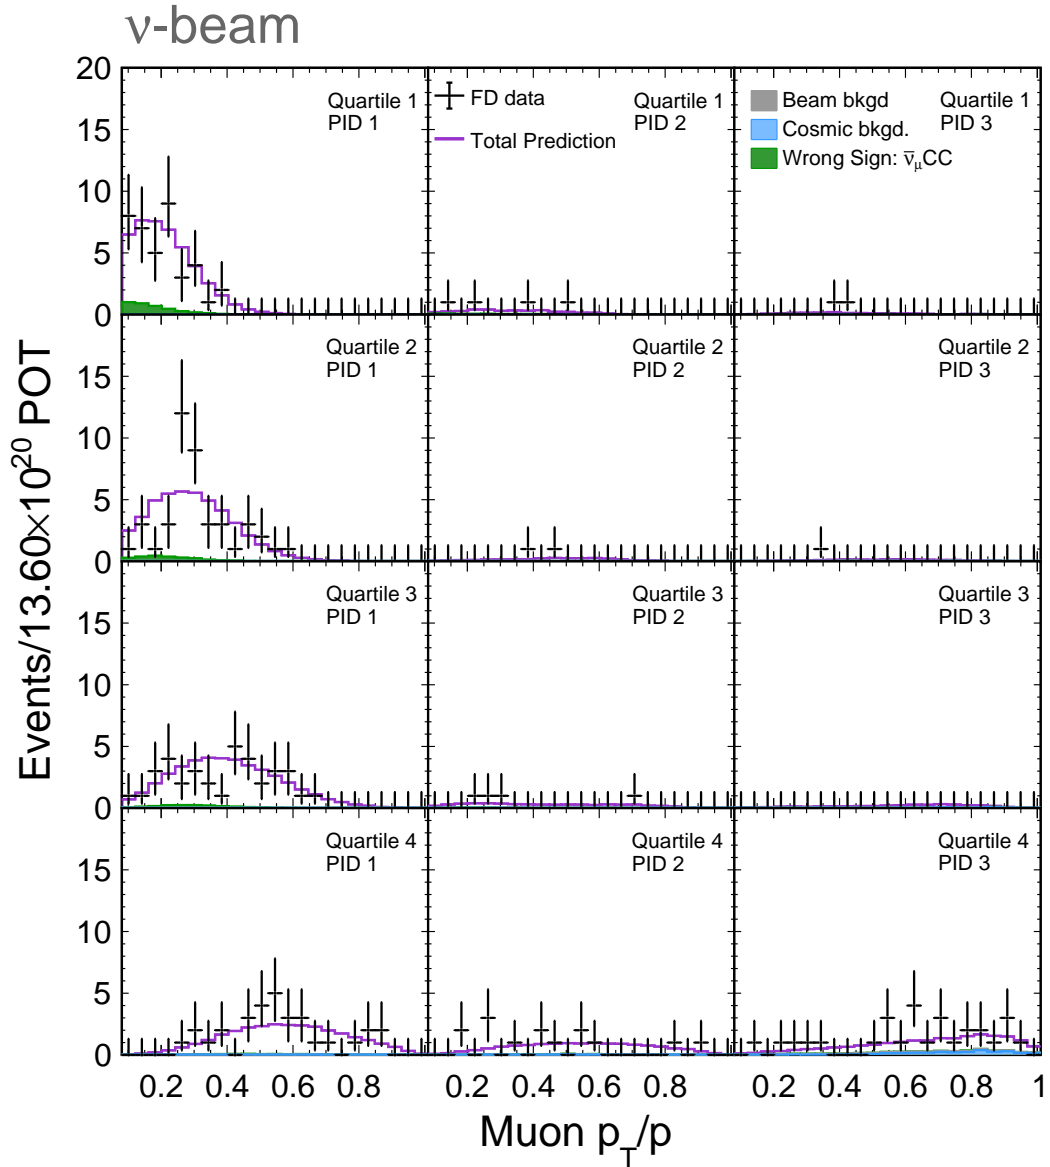 ν-beam
20
15
10
5
0
Quartile 1
PID 1
FD data
Total Prediction
Quartile 1
PID 2
Beam bkgd
Cosmic bkgd.
Wrong Sign: ν̅μCC
Quartile 1
PID 3
15
10
5
0
Quartile 2
PID 1
Quartile 2
PID 2
Quartile 2
PID 3
15
10
5
0
Quartile 3
PID 1
Quartile 3
PID 2
Quartile 3
PID 3
15
10
5
0
Quartile 4
PID 1
Quartile 4
PID 2
Quartile 4
PID 3
0.2 0.4 0.6 0.8 0.2 0.4 0.6 0.8 0.2 0.4 0.6 0.8 1
Events/13.60×10²⁰ POT
Muon p_T/p